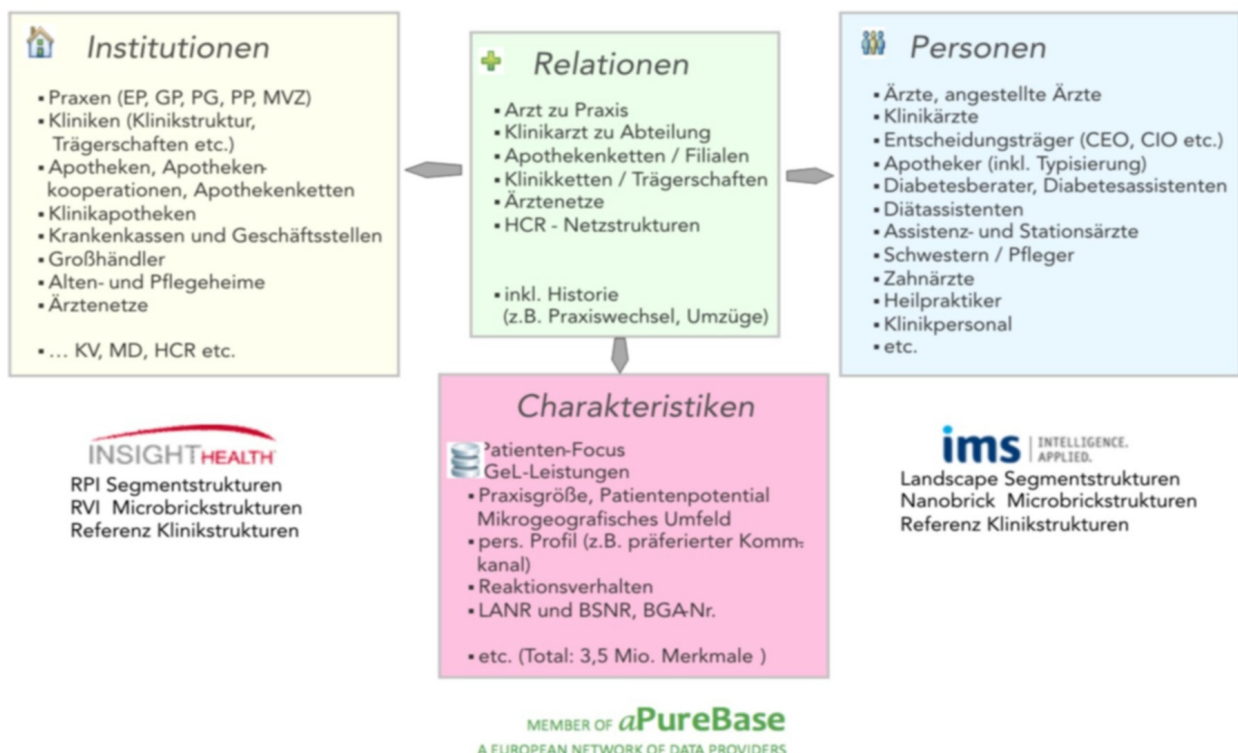 Institutionen
▪ Praxen (EP, GP, PG, PP, MVZ)
▪ Kliniken (Klinikstruktur,
Trägerschaften etc.)
▪ Apotheken, Apotheken-
kooperationen, Apothekenketten
▪ Klinikapotheken
▪ Krankenkassen und Geschäftsstellen
▪ Großhändler
▪ Alten- und Pflegeheime
▪ Ärztenetze
▪ ... KV, MD, HCR etc.
Relationen
▪ Arzt zu Praxis
▪ Klinikarzt zu Abteilung
▪ Apothekenketten / Filialen
▪ Klinikketten / Trägerschaften
▪ Ärztenetze
▪ HCR - Netzstrukturen
▪ inkl. Historie
(z.B. Praxiswechsel, Umzüge)
Personen
▪ Ärzte, angestellte Ärzte
▪ Klinikärzte
▪ Entscheidungsträger (CEO, CIO etc.)
▪ Apotheker (inkl. Typisierung)
▪ Diabetesberater, Diabetesassistenten
▪ Diätassistenten
▪ Assistenz- und Stationsärzte
▪ Schwestern / Pfleger
▪ Zahnärzte
▪ Heilpraktiker
▪ Klinikpersonal
▪ etc.
Charakteristiken
Patienten-Focus
IGeL-Leistungen
▪ Praxisgröße, Patientenpotential
Mikrogeografisches Umfeld
▪ pers. Profil (z.B. präferierter Komm.-
kanal)
▪ Reaktionsverhalten
▪ LANR und BSNR, BGA-Nr.
▪ etc. (Total: 3,5 Mio. Merkmale )
INSIGHT HEALTH
RPI Segmentstrukturen
RVI Microbrickstrukturen
Referenz Klinikstrukturen
ims INTELLIGENCE.
APPLIED.
Landscape Segmentstrukturen
Nanobrick Microbrickstrukturen
Referenz Klinikstrukturen
MEMBER OF aPureBase
A EUROPEAN NETWORK OF DATA PROVIDERS